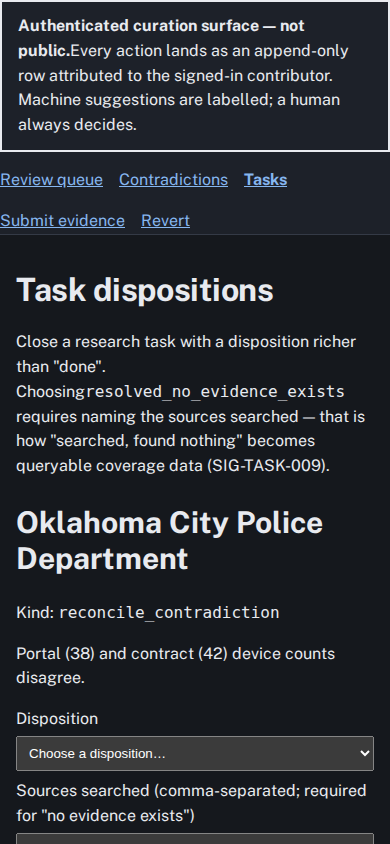 Authenticated curation surface — not
public.Every action lands as an append-only
row attributed to the signed-in contributor.
Machine suggestions are labelled; a human
always decides.
Review queue Contradictions Tasks
Submit evidence Revert
Task dispositions
Close a research task with a disposition richer
than "done".
Choosingresolved_no_evidence_exists
requires naming the sources searched — that is
how "searched, found nothing" becomes
queryable coverage data (SIG-TASK-009).
Oklahoma City Police
Department
Kind: reconcile_contradiction
Portal (38) and contract (42) device counts
disagree.
Disposition
Choose a disposition...
Sources searched (comma-separated; required
for "no evidence exists")